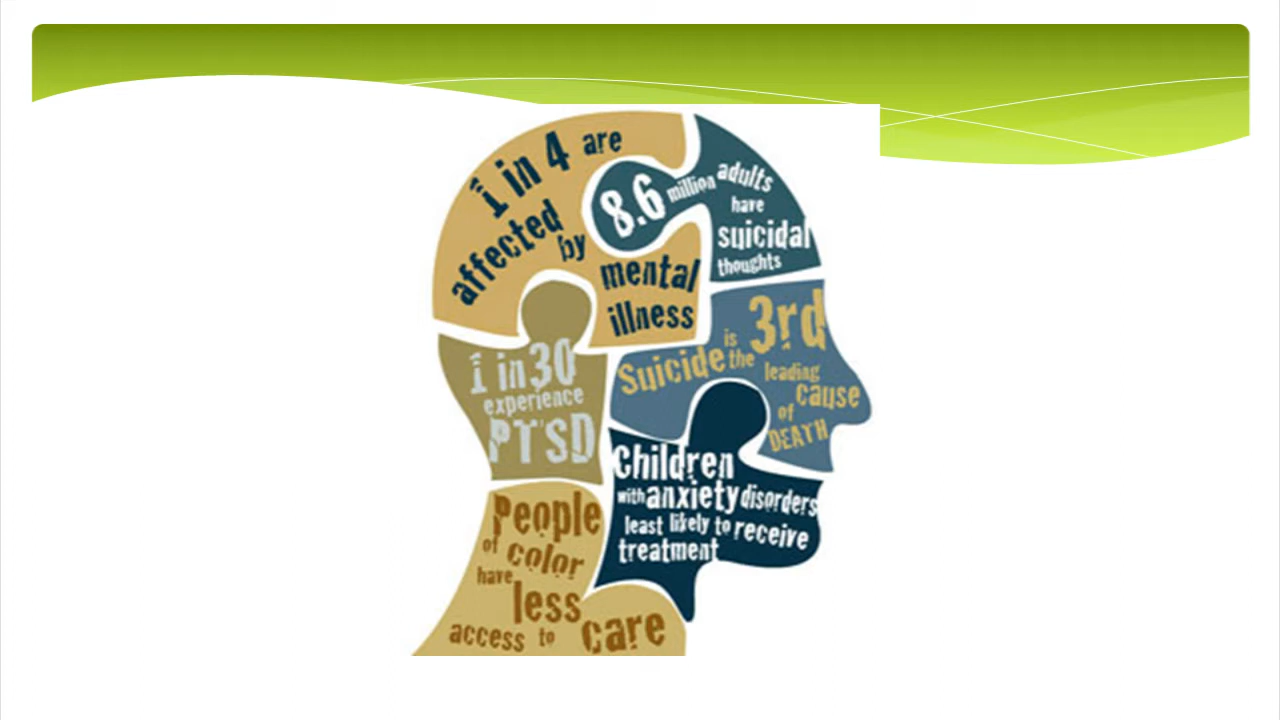 1 in 4 are
affected by
mental
illness
8.6 million adults
have
suicidal
thoughts
1 in 30
experience
PTSD
Suicide is the 3rd
leading
cause
of
DEATH
Children
with anxiety disorders
least likely to receive
treatment
People
of color
have
less
access to care